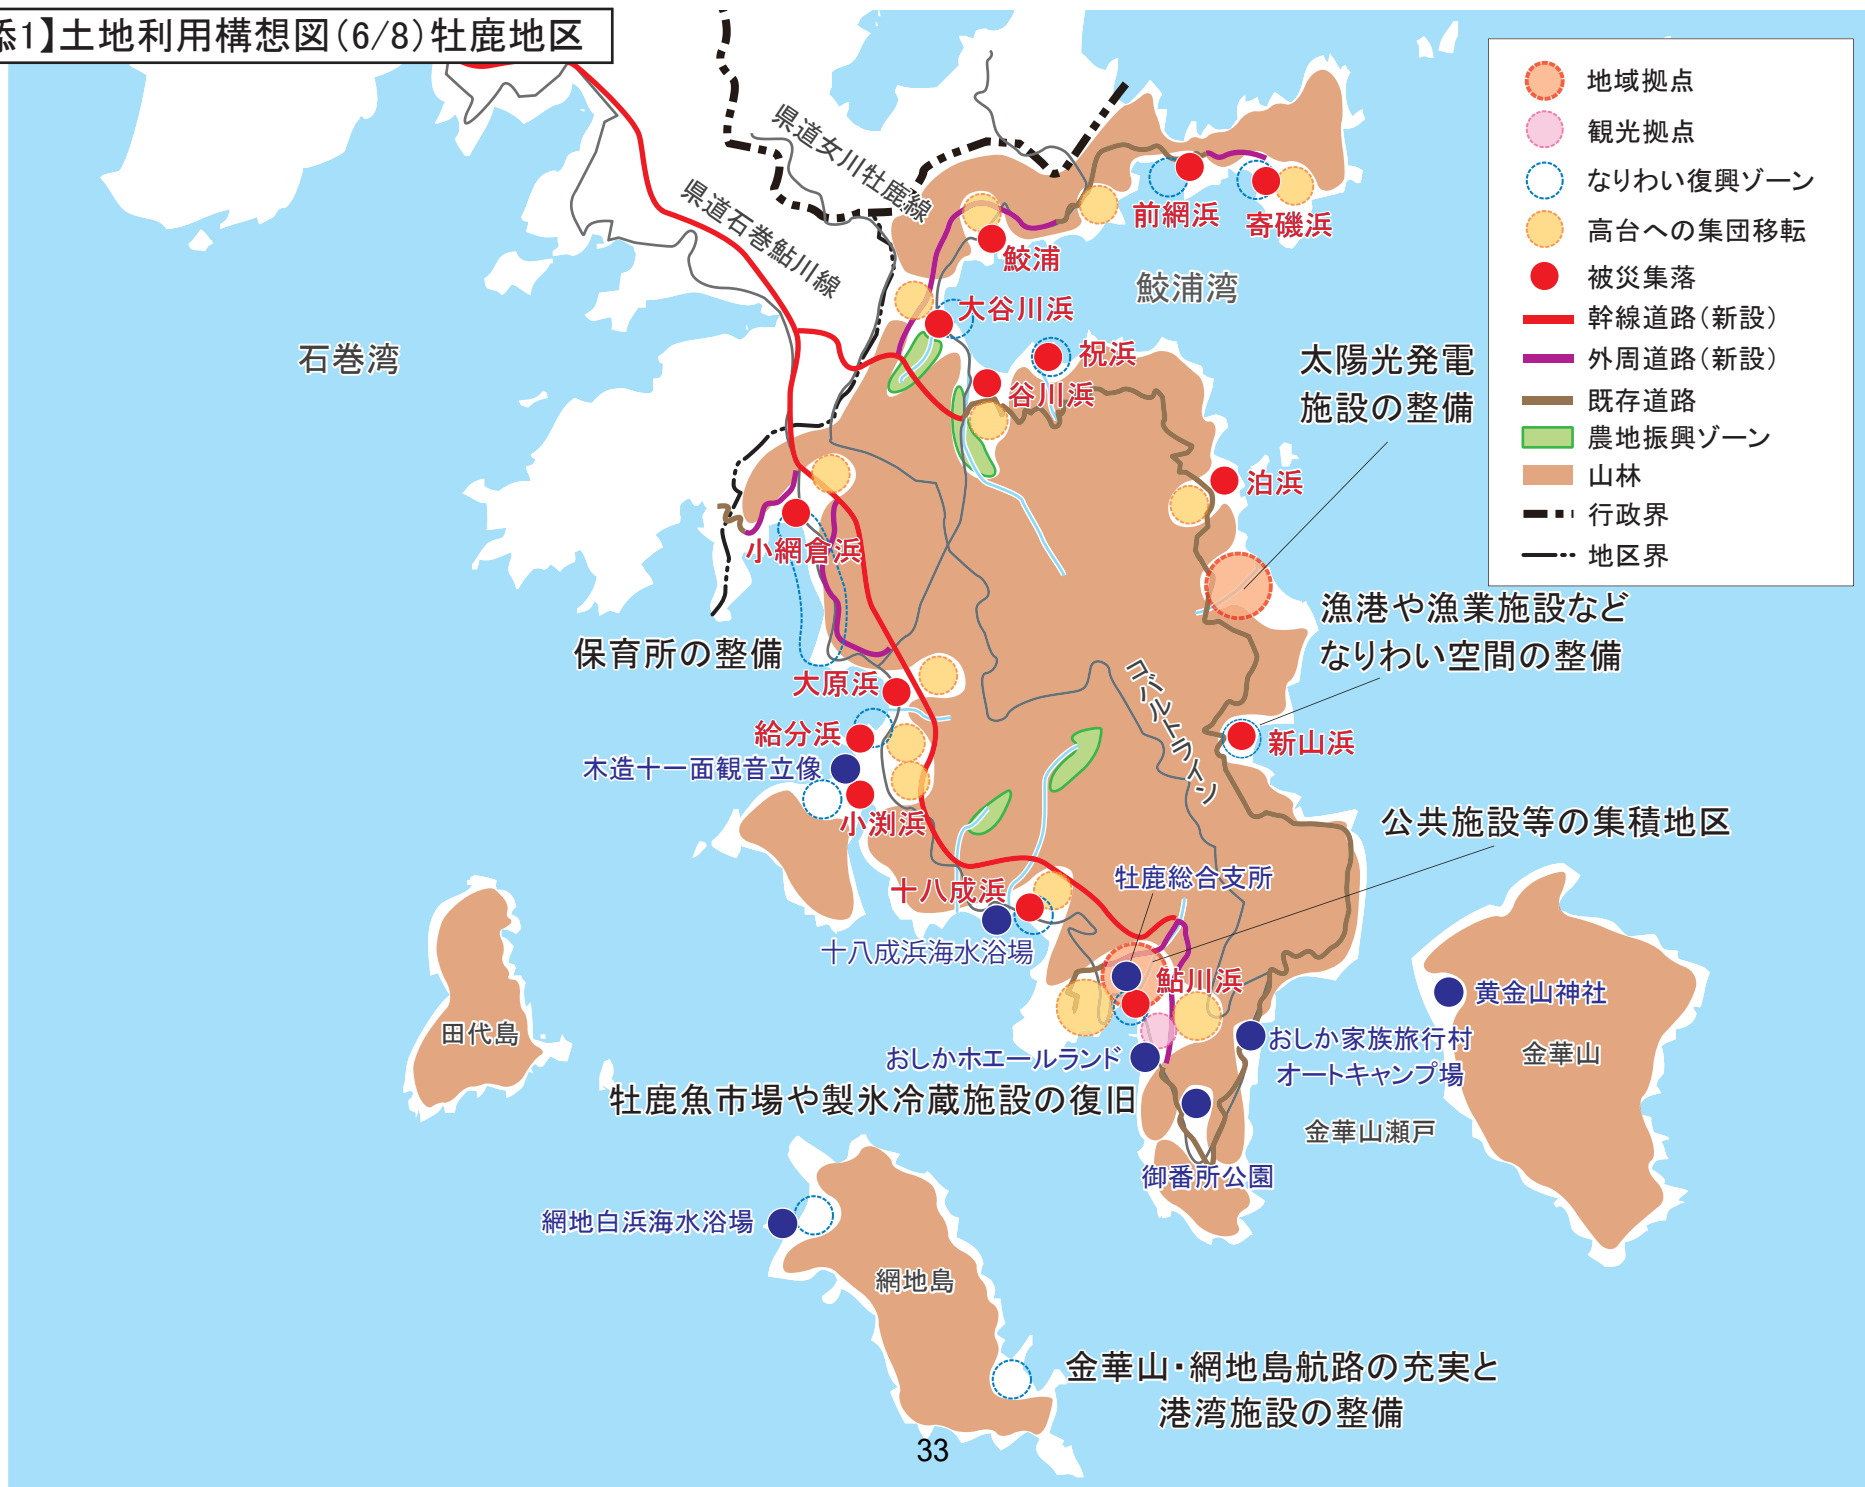 添1】土地利用構想図（6/8）牡鹿地区
地域拠点
観光拠点
なりわい復興ゾーン
高台への集団移転
被災集落
幹線道路（新設）
外周道路（新設）
既存道路
農地振興ゾーン
山林
行政界
地区界
県道女川牡鹿線
県道石巻鮎川線
前網浜
寄磯浜
鮫浦
鮫浦湾
大谷川浜
石巻湾
祝浜
谷川浜
太陽光発電
施設の整備
泊浜
小網倉浜
漁港や漁業施設など
なりわい空間の整備
保育所の整備
大原浜
コバルトライン
給分浜
新山浜
木造十一面観音立像
小渕浜
公共施設等の集積地区
牡鹿総合支所
十八成浜
十八成浜海水浴場
鮎川浜
黄金山神社
田代島
おしか家族旅行村
オートキャンプ場
金華山
おしかホエールランド
牡鹿魚市場や製氷冷蔵施設の復旧
金華山瀬戸
御番所公園
網地白浜海水浴場
網地島
金華山・網地島航路の充実と
港湾施設の整備
33